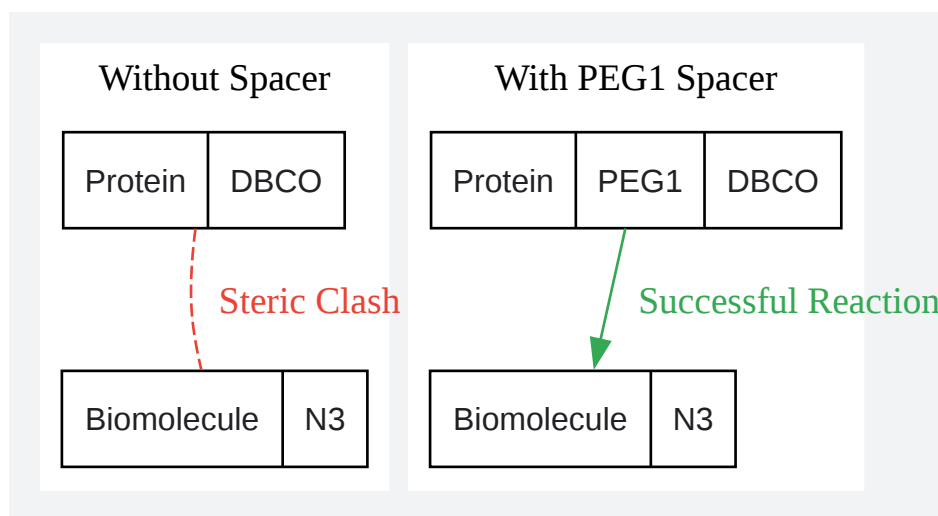 Without Spacer
Protein DBCO
Steric Clash
Biomolecule N3
With PEG1 Spacer
Protein PEG1 DBCO
Successful Reaction
Biomolecule N3